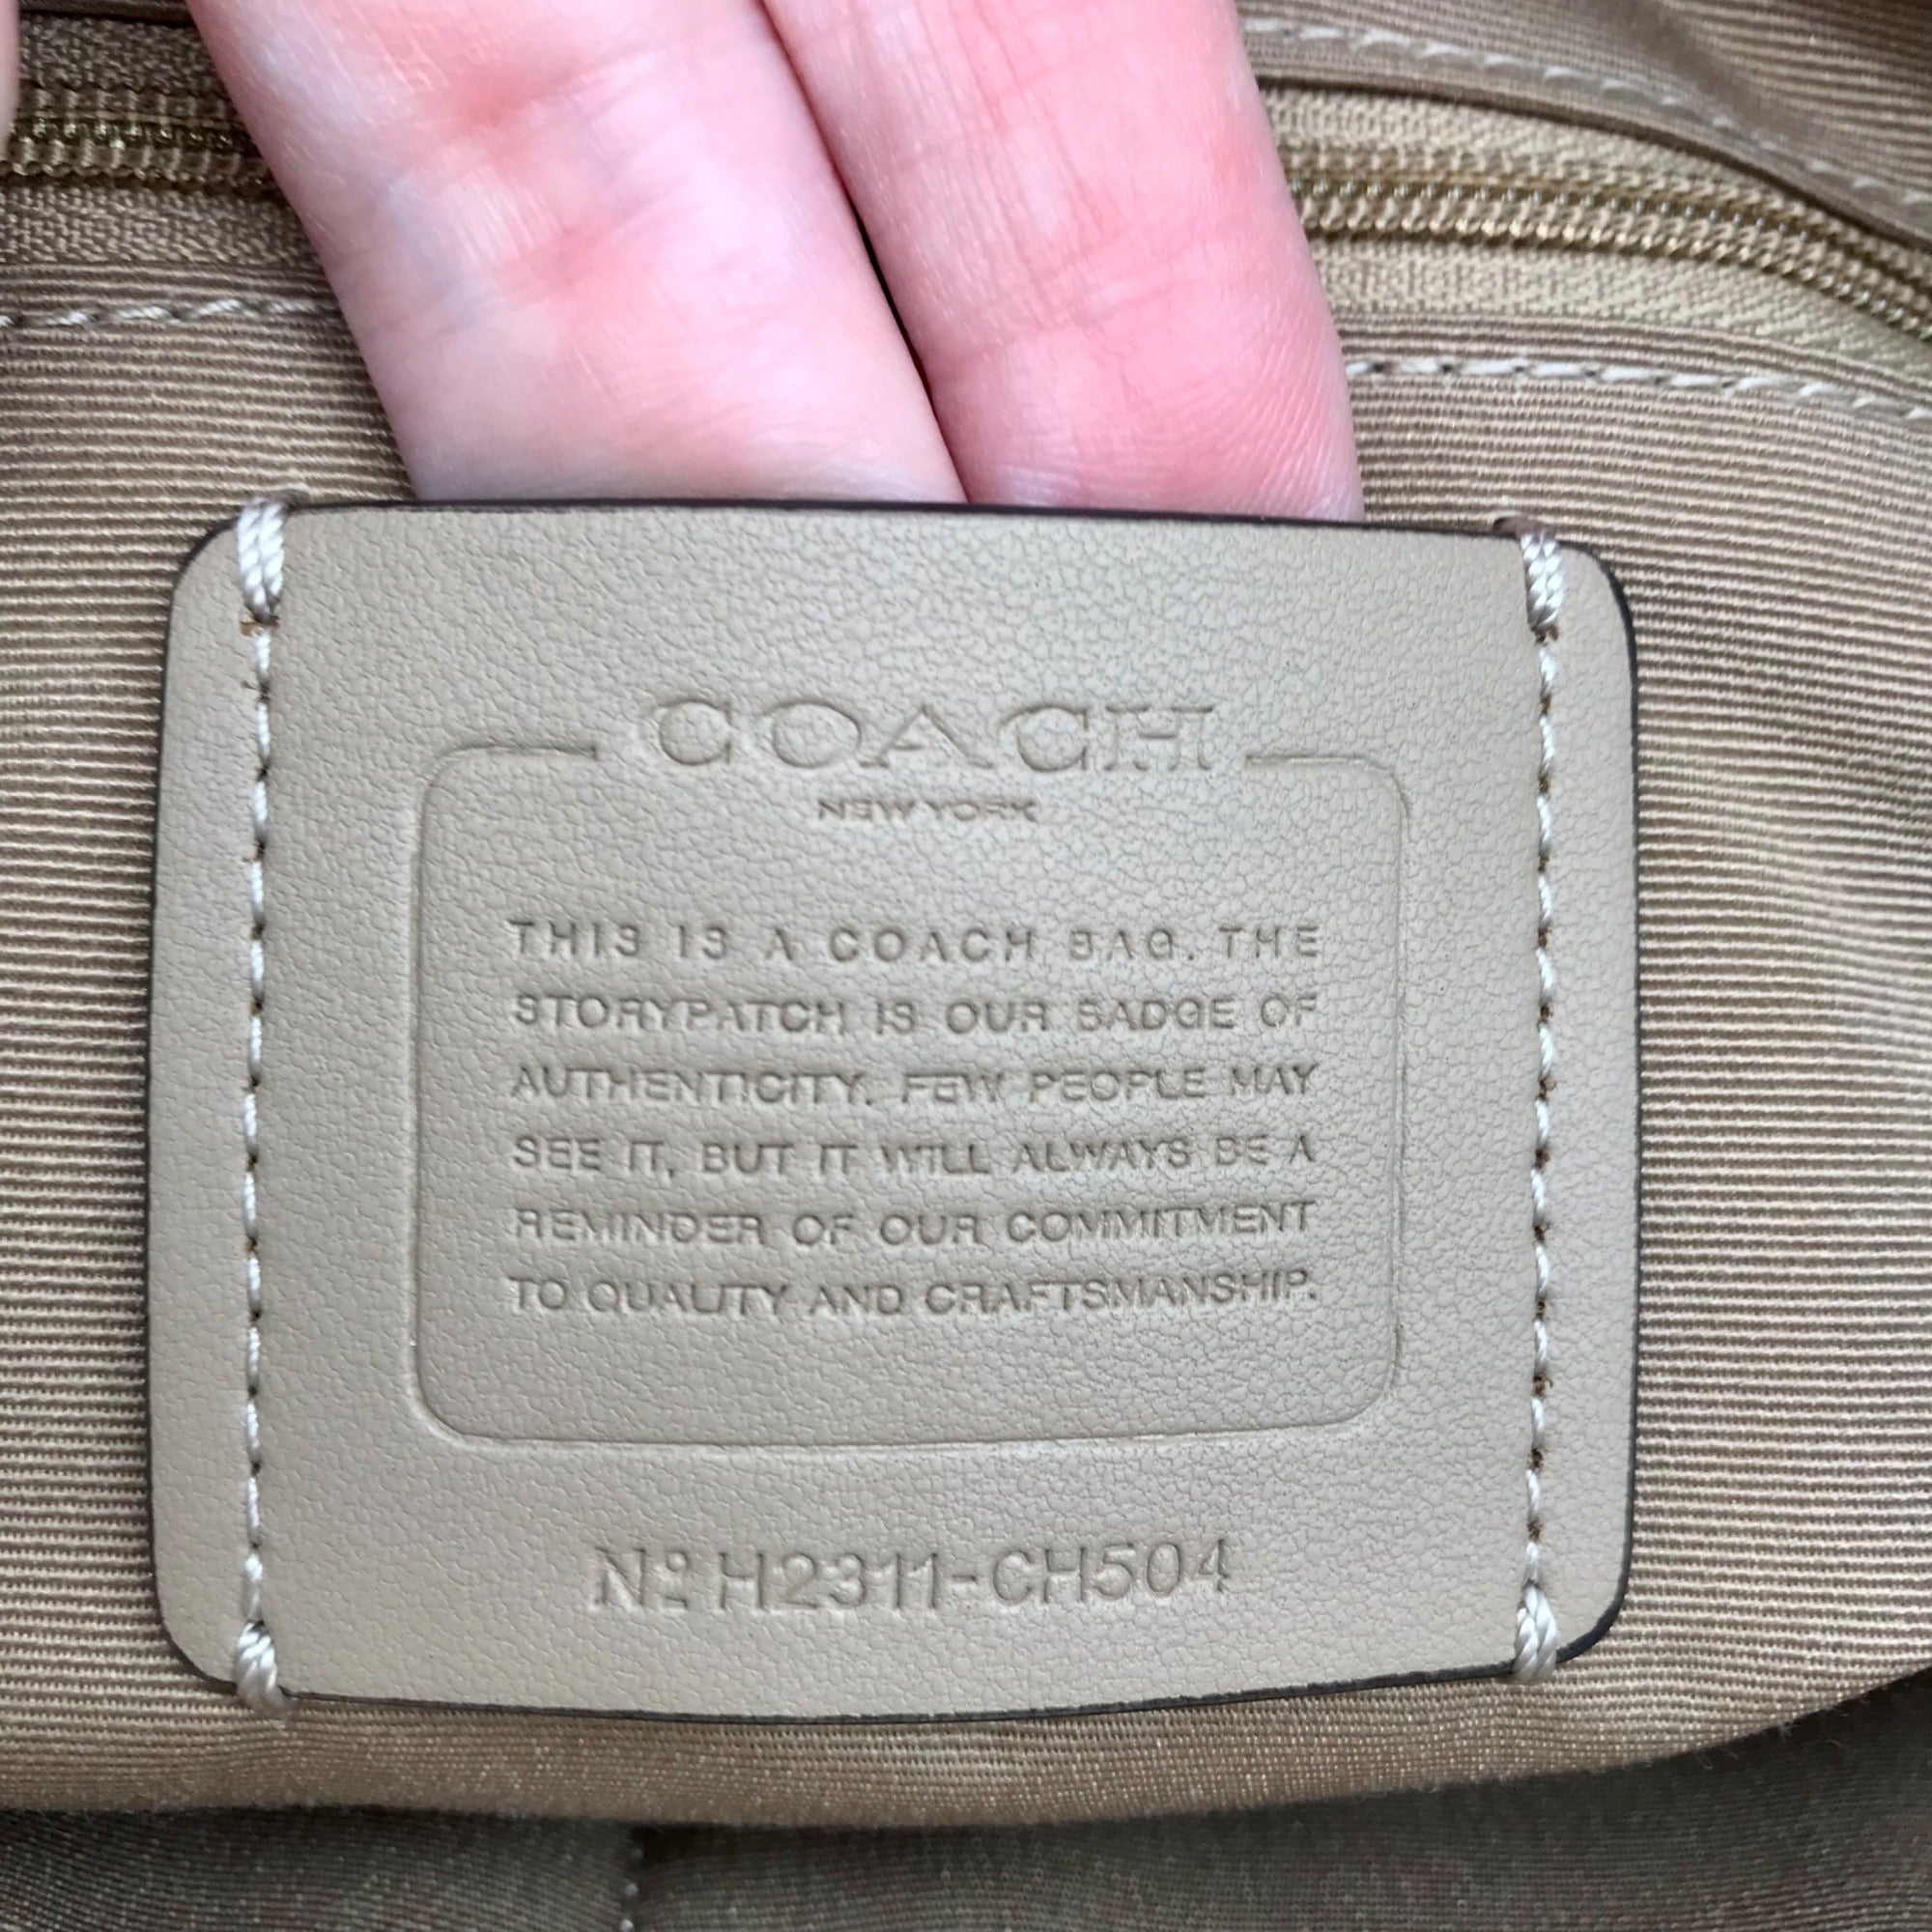 COACH
NEW YORK
THIS IS A COACH BAG. THE
STORYPATCH IS OUR BADGE OF
AUTHENTICITY. FEW PEOPLE MAY
SEE IT, BUT IT WILL ALWAYS BE A
REMINDER OF OUR COMMITMENT
TO QUALITY AND CRAFTSMANSHIP.
Nº H2311-CH504